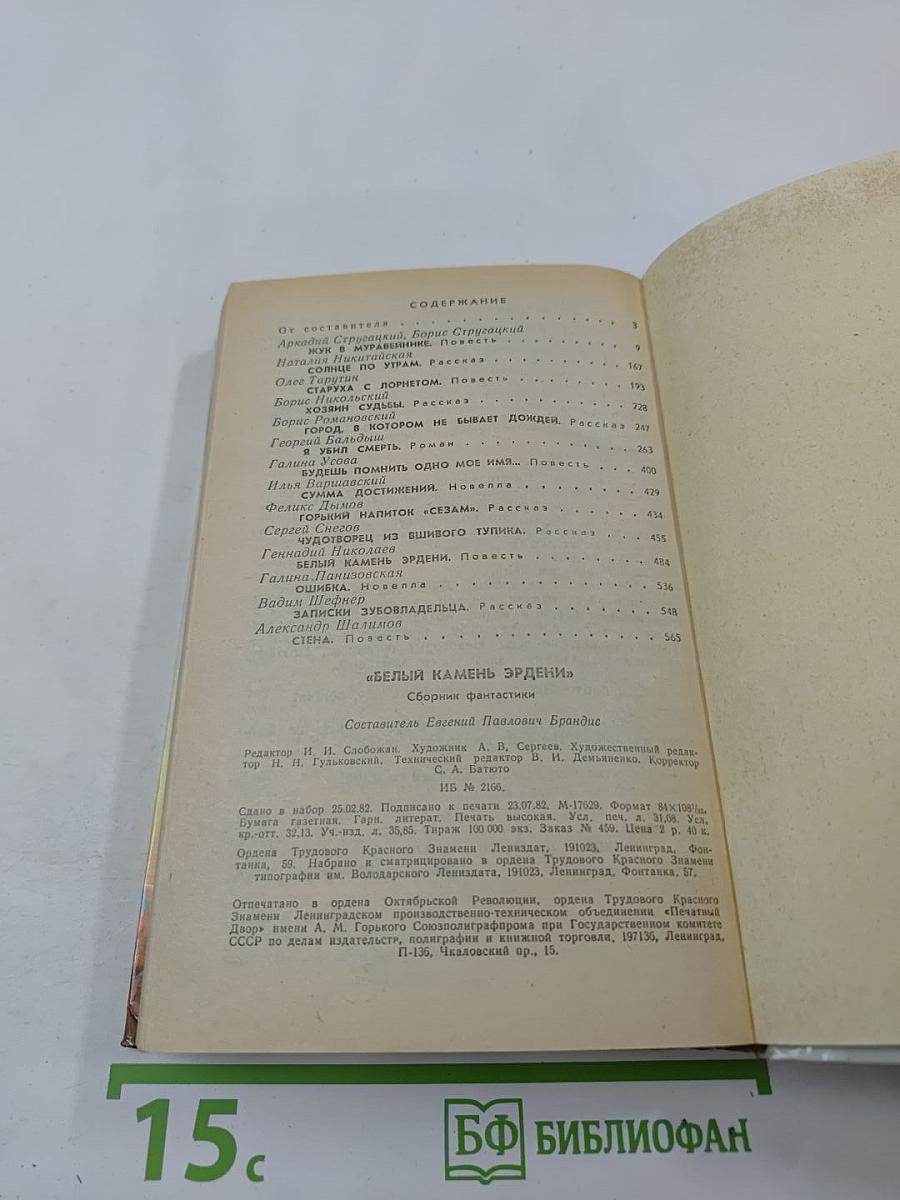 СОДЕРЖАНИЕ
От составителя . . . . . . . . . . . . . . . 3
Аркадий Стругацкий, Борис Стругацкий
ЖУК В МУРАВЕЙНИКЕ. Повесть . . . . . . . . . 9
Наталия Никитайская
СОЛНЦЕ ПО УТРАМ. Рассказ . . . . . . . . . . 167
Олег Тарутин
СТАРУХА С ЛОРНЕТОМ. Повесть . . . . . . . . 193
Борис Никольский
ХОЗЯИН СУДЬБЫ. Рассказ . . . . . . . . . . . 228
Борис Романовский
ГОРОД, В КОТОРОМ НЕ БЫВАЕТ ДОЖДЕЙ. Рассказ 247
Георгий Бальдыш
Я УБИЛ СМЕРТЬ. Роман . . . . . . . . . . . . 263
Галина Усова
БУДЕШЬ ПОМНИТЬ ОДНО МОЕ ИМЯ... Повесть . . . 400
Илья Варшавский
СУММА ДОСТИЖЕНИЙ. Новелла . . . . . . . . . 429
Феликс Дымов
ГОРЬКИЙ НАПИТОК «СЕЗАМ». Рассказ . . . . . . 434
Сергей Снегов
ЧУДОТВОРЕЦ ИЗ ВШИВОГО ТУПИКА. Рассказ . . . 455
Геннадий Николаев
БЕЛЫЙ КАМЕНЬ ЭРДЕНИ. Повесть . . . . . . . 484
Галина Панизовская
ОШИБКА. Новелла . . . . . . . . . . . . . . 536
Вадим Шефнер
ЗАПИСКИ ЗУБОВЛАДЕЛЬЦА. Рассказ . . . . . . . 548
Александр Шалимов
СТЕНА. Повесть . . . . . . . . . . . . . . . 565
«БЕЛЫЙ КАМЕНЬ ЭРДЕНИ»
Сборник фантастики
Составитель Евгений Павлович Брандис
Редактор И. И. Слобожан. Художник А. В, Сергеев. Художественный редак-
тор Н. Н. Гульковский. Технический редактор В. И. Демьяненко. Корректор
С. А. Батюто
ИБ № 2166.
Сдано в набор 25.02.82. Подписано к печати 23.07.82. М-17629. Формат 84×108¹/₃₂.
Бумага газетная. Гарн. литерат. Печать высокая. Усл. печ. л. 31,08. Усл.
кр.-отт. 32,13. Уч.-изд. л. 35,85. Тираж 100 000 экз. Заказ № 459. Цена 2 р. 40 к.
Ордена Трудового Красного Знамени Лениздат, 191023, Ленинград, Фон-
танка, 59. Набрано и сматрицировано в ордена Трудового Красного Знамени
типографии им. Володарского Лениздата, 191023, Ленинград, Фонтанка, 57.
Отпечатано в ордена Октябрьской Революции, ордена Трудового Красного
Знамени Ленинградском производственно-техническом объединении «Печатный
Двор» имени А. М. Горького Союзполиграфпрома при Государственном комитете
СССР по делам издательств, полиграфии и книжной торговли, 197136, Ленинград,
П-136, Чкаловский пр., 15.
15 с
БФ БИБЛИОФАН